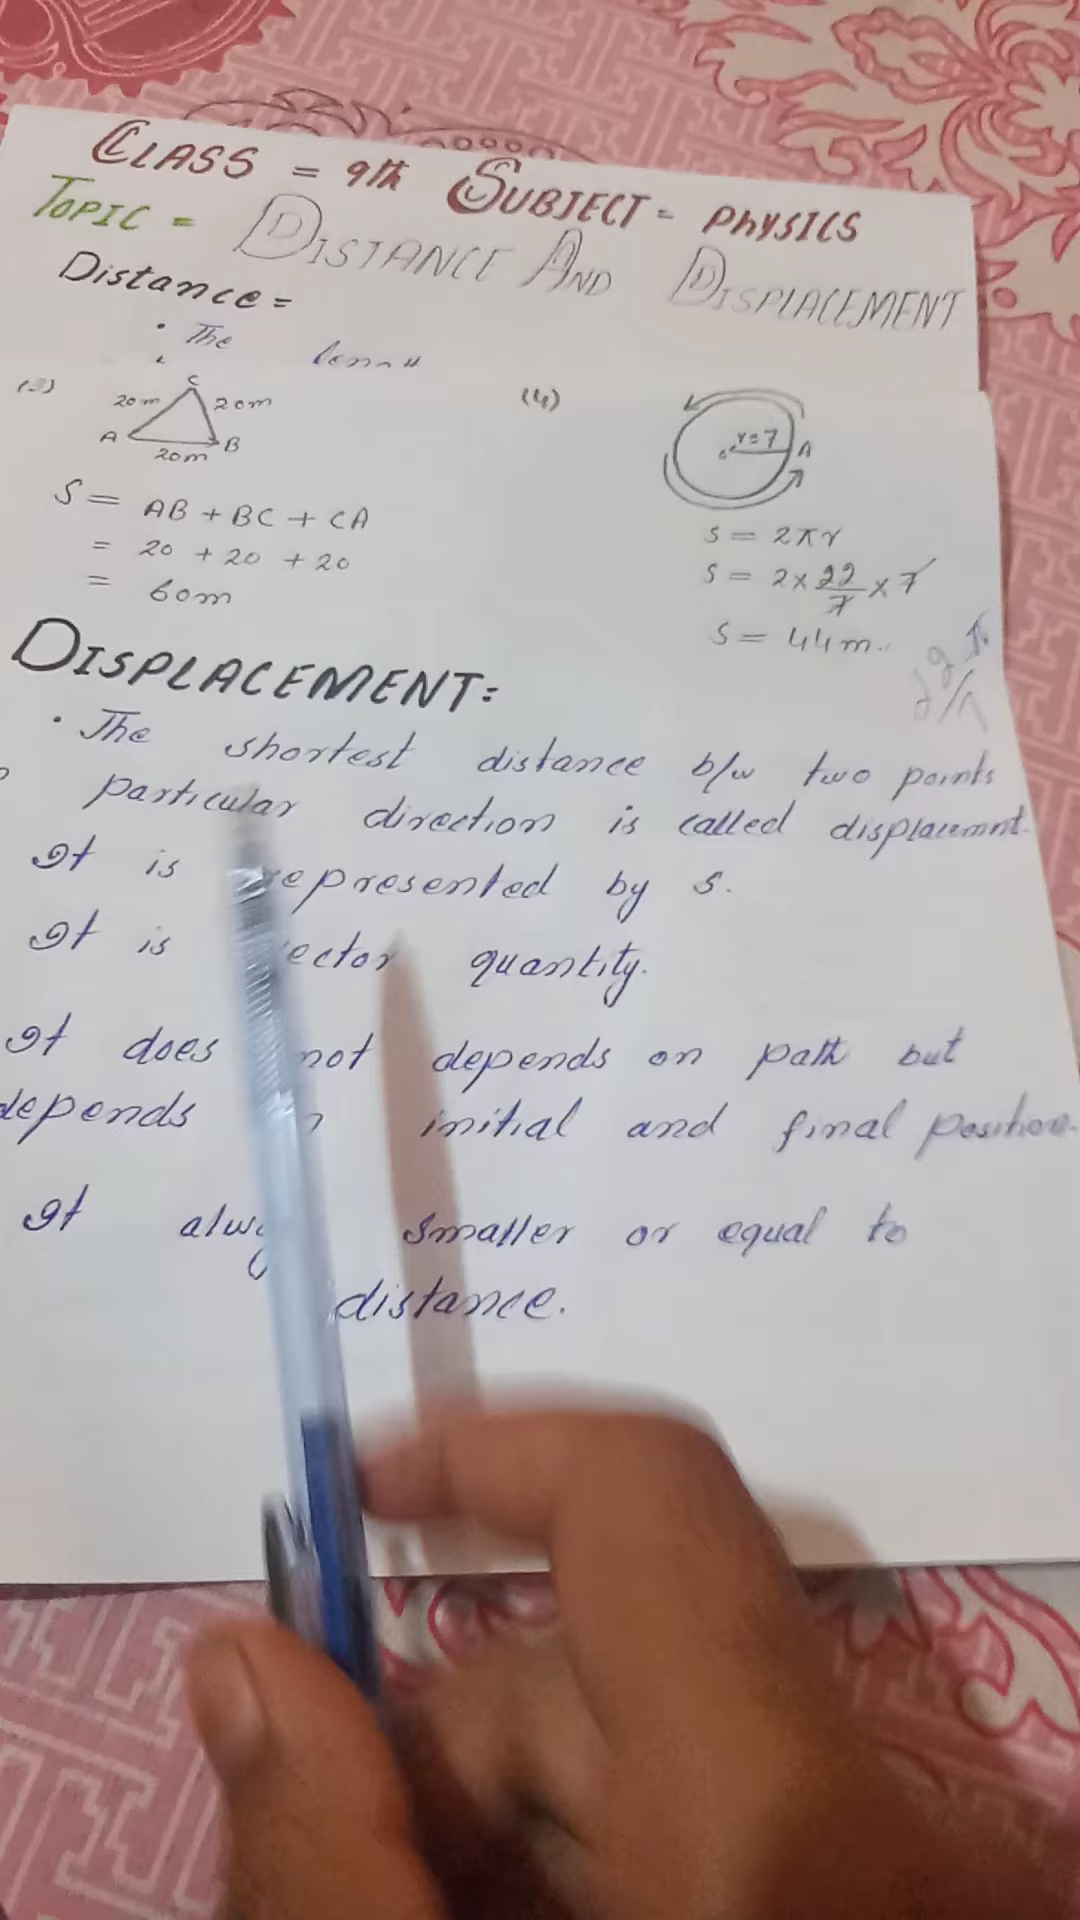 CLASS = 9th SUBJECT = PHYSICS
TOPIC = DISTANCE AND DISPLACEMENT
Distance =
• The
(3)
C
20m 20m
A B
20m
S = AB + BC + CA
= 20 + 20 + 20
= 60m
(4)
r = 7 A
S = 2πr
S = 2 × 22/7 × 7
S = 44m.
DISPLACEMENT:
• The shortest distance b/w two points
particular direction is called displacemnt.
It is represented by s.
It is vector quantity.
It does not depends on path but
depends initial and final position.
It smaller or equal to
distance.